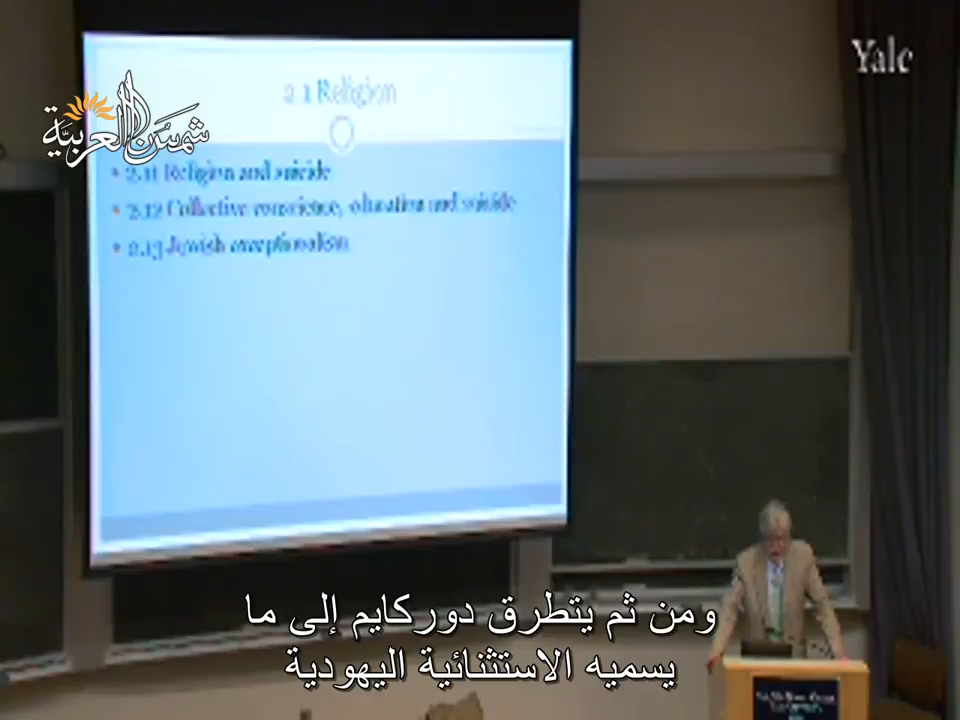 Yale
شمس العربية
2.1 Religion
2.11 Religion and suicide
2.12 Collective conscience, education and suicide
2.13 Jewish exceptionalism
ومن ثم يتطرق دوركايم إلى ما
يسميه الاستثنائية اليهودية